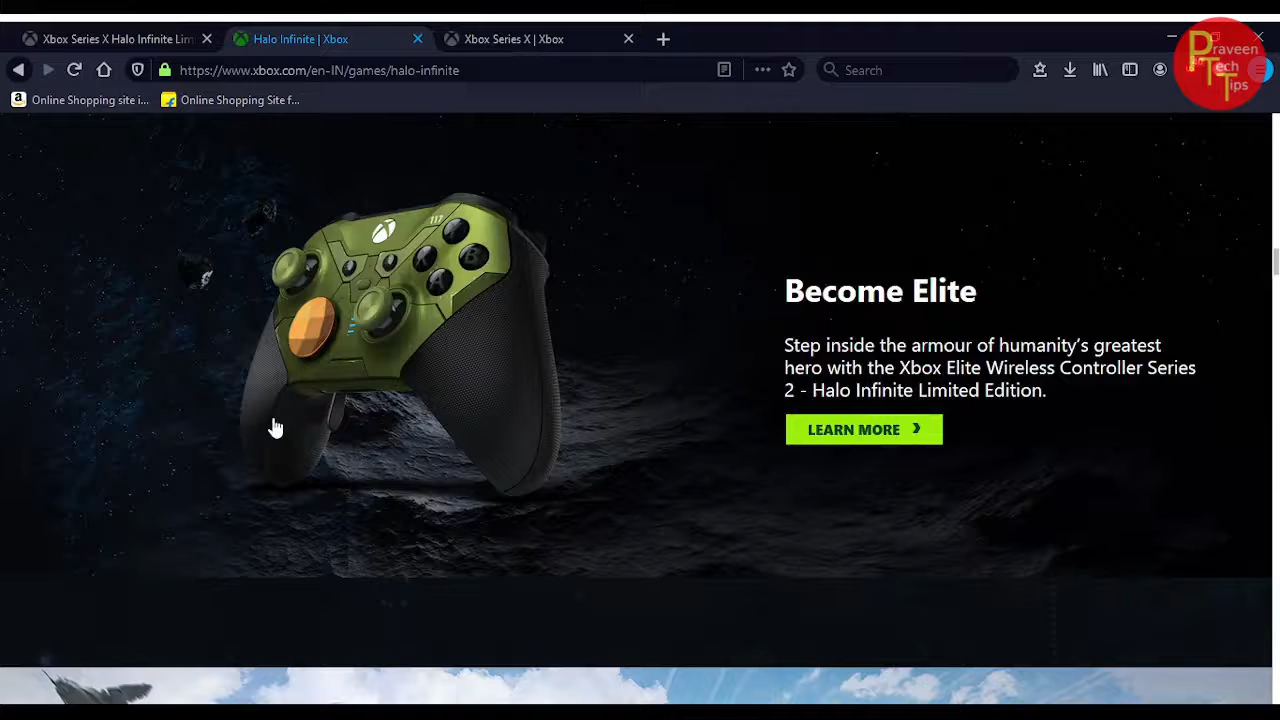 Xbox Series X Halo Infinite Lim
Halo Infinite | Xbox
Xbox Series X | Xbox
https://www.xbox.com/en-IN/games/halo-infinite
Search
Online Shopping site i...
Online Shopping Site f...
Praveen
Tech
Tips
117
Y
X
B
A
Become Elite
Step inside the armour of humanity’s greatest
hero with the Xbox Elite Wireless Controller Series
2 - Halo Infinite Limited Edition.
LEARN MORE